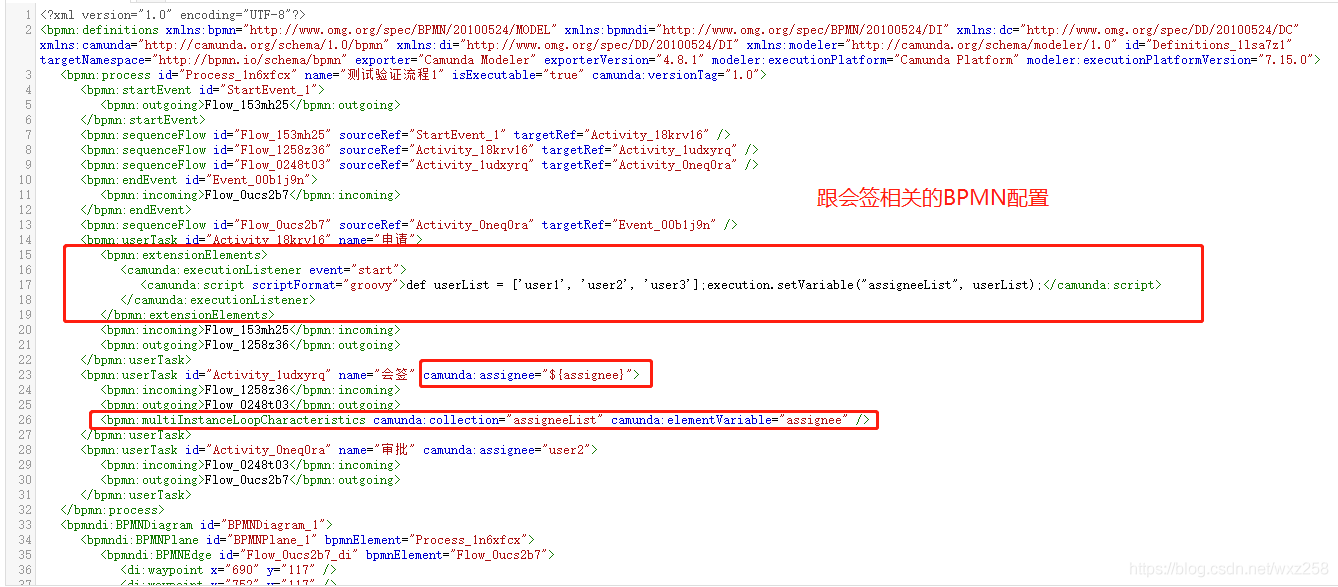 1 <?xml version="1.0" encoding="UTF-8"?>
2 <bpmn:definitions xmlns:bpmn="http://www.omg.org/spec/BPMN/20100524/MODEL" xmlns:bpmndi="http://www.omg.org/spec/BPMN/20100524/DI" xmlns:dc="http://www.omg.org/spec/DD/20100524/DC"
xmlns:camunda="http://camunda.org/schema/1.0/bpmn" xmlns:di="http://www.omg.org/spec/DD/20100524/DI" xmlns:modeler="http://camunda.org/schema/modeler/1.0" id="Definitions_1lsa7z1"
targetNamespace="http://bpmn.io/schema/bpmn" exporter="Camunda Modeler" exporterVersion="4.8.1" modeler:executionPlatform="Camunda Platform" modeler:executionPlatformVersion="7.15.0">
3 <bpmn:process id="Process_1n6xfcx" name="测试验证流程1" isExecutable="true" camunda:versionTag="1.0">
4 <bpmn:startEvent id="StartEvent_1">
5 <bpmn:outgoing>Flow_153mh25</bpmn:outgoing>
6 </bpmn:startEvent>
7 <bpmn:sequenceFlow id="Flow_153mh25" sourceRef="StartEvent_1" targetRef="Activity_18krv16" />
8 <bpmn:sequenceFlow id="Flow_1258z36" sourceRef="Activity_18krv16" targetRef="Activity_1udxyrq" />
9 <bpmn:sequenceFlow id="Flow_0248t03" sourceRef="Activity_1udxyrq" targetRef="Activity_0neq0ra" />
10 <bpmn:endEvent id="Event_00b1j9n">
11 <bpmn:incoming>Flow_0ucs2b7</bpmn:incoming>
跟会签相关的BPMN配置
12 </bpmn:endEvent>
13 <bpmn:sequenceFlow id="Flow_0ucs2b7" sourceRef="Activity_0neq0ra" targetRef="Event_00b1j9n" />
14 <bpmn:userTask id="Activity_18krv16" name="申请">
15 <bpmn:extensionElements>
16 <camunda:executionListener event="start">
17 <camunda:script scriptFormat="groovy">def userList = ['user1', 'user2', 'user3'];execution.setVariable("assigneeList", userList);</camunda:script>
18 </camunda:executionListener>
19 </bpmn:extensionElements>
20 <bpmn:incoming>Flow_153mh25</bpmn:incoming>
21 <bpmn:outgoing>Flow_1258z36</bpmn:outgoing>
22 </bpmn:userTask>
23 <bpmn:userTask id="Activity_1udxyrq" name="会签" camunda:assignee="${assignee}">
24 <bpmn:incoming>Flow_1258z36</bpmn:incoming>
25 <bpmn:outgoing>Flow_0248t03</bpmn:outgoing>
26 <bpmn:multiInstanceLoopCharacteristics camunda:collection="assigneeList" camunda:elementVariable="assignee" />
27 </bpmn:userTask>
28 <bpmn:userTask id="Activity_0neq0ra" name="审批" camunda:assignee="user2">
29 <bpmn:incoming>Flow_0248t03</bpmn:incoming>
30 <bpmn:outgoing>Flow_0ucs2b7</bpmn:outgoing>
31 </bpmn:userTask>
32 </bpmn:process>
33 <bpmndi:BPMNDiagram id="BPMNDiagram_1">
34 <bpmndi:BPMNPlane id="BPMNPlane_1" bpmnElement="Process_1n6xfcx">
35 <bpmndi:BPMNEdge id="Flow_0ucs2b7_di" bpmnElement="Flow_0ucs2b7">
36 <di:waypoint x="690" y="117" />
37 <di:waypoint x="752" y="117" />
https://blog.csdn.net/wxz258